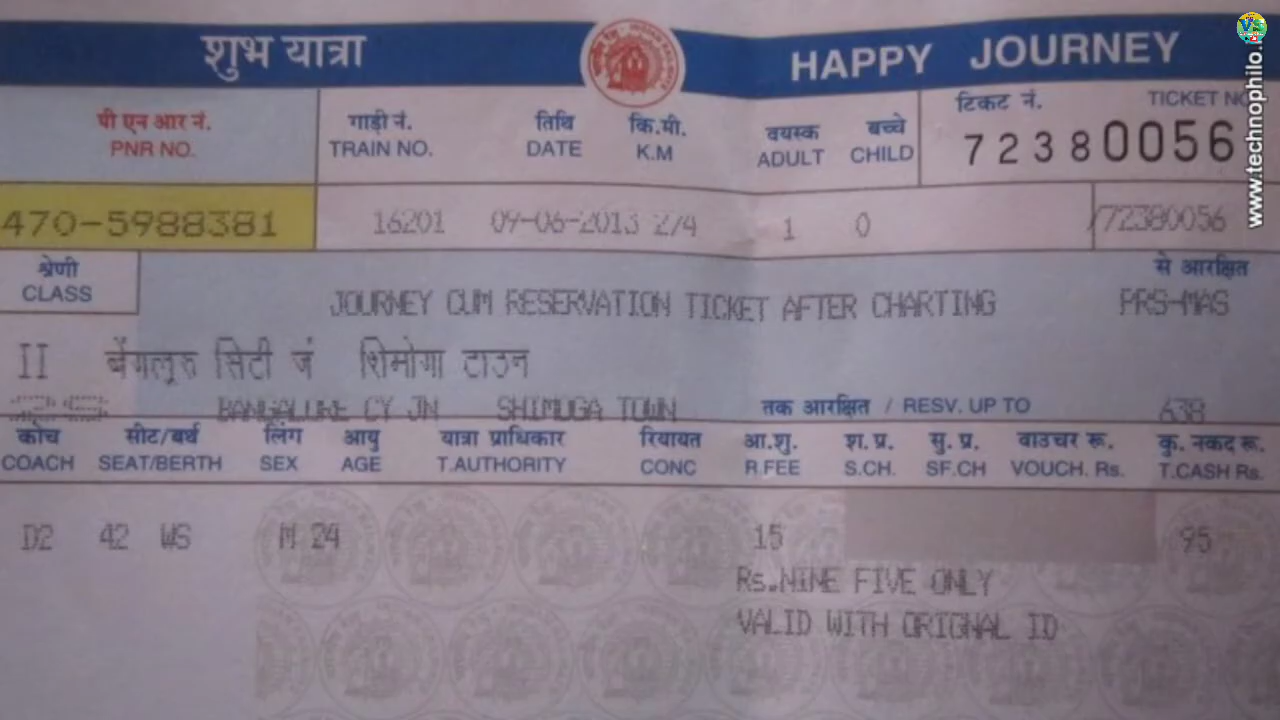 शुभ यात्रा HAPPY JOURNEY
पी एन आर नं. गाड़ी नं. तिथि कि.मी. वयस्क बच्चे टिकट नं. TICKET NO
PNR NO. TRAIN NO. DATE K.M ADULT CHILD 72380056
470-5988381 16201 09-06-2013 274 1 0 72380056
श्रेणी से आरक्षित
CLASS JOURNEY CUM RESERVATION TICKET AFTER CHARTING PRS-MAS
II बेंगलूरु सिटी जं शिमोगा टाउन
BANGALORE CY JN SHIMOGA TOWN तक आरक्षित / RESV. UP TO 638
कोच सीट/बर्थ लिंग आयु यात्रा प्राधिकार रियायत आ.शु. श. प्र. सु. प्र. वाउचर रू. कु. नकद रू.
COACH SEAT/BERTH SEX AGE T.AUTHORITY CONC R.FEE S.CH. SF.CH VOUCH. Rs. T.CASH Rs.
D2 42 WS M 24 15 95
Rs.NINE FIVE ONLY
VALID WITH ORIGNAL ID
VS
www.technophilo.i